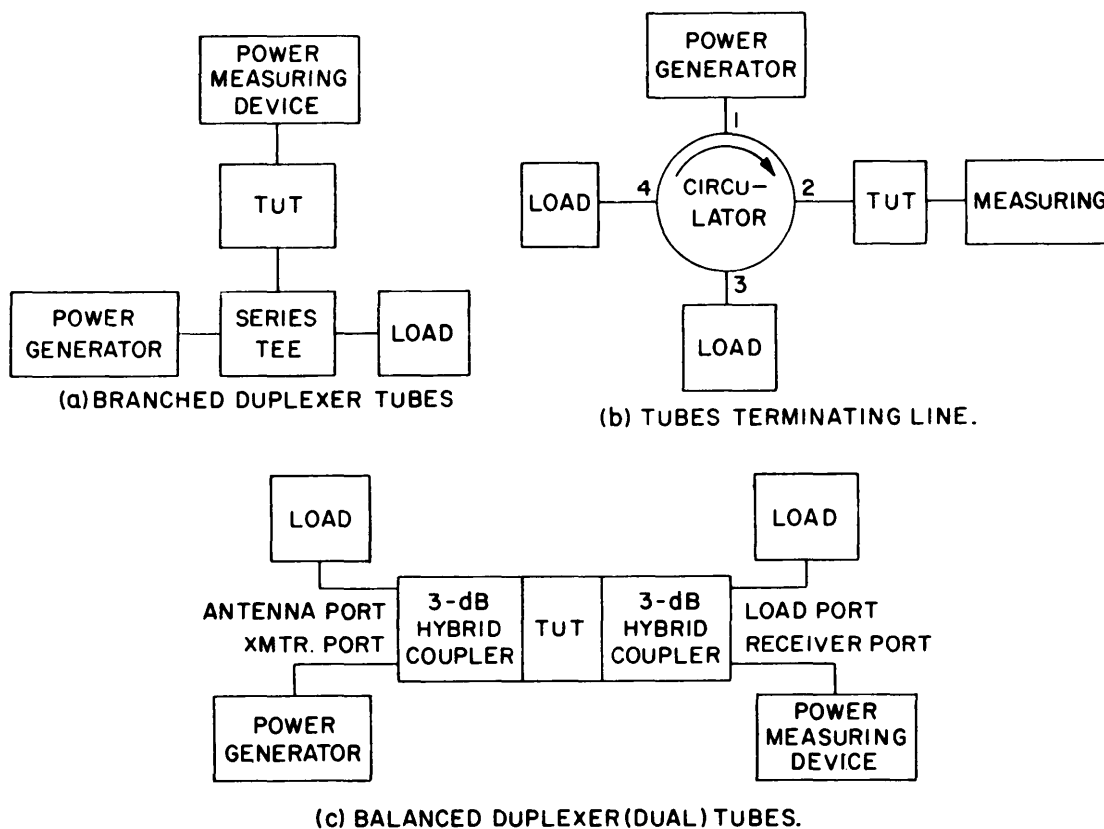 POWER
MEASURING
DEVICE
TUT
POWER
GENERATOR
SERIES
TEE
LOAD
(a) BRANCHED DUPLEXER TUBES
POWER
GENERATOR
1
LOAD
4
CIRCU-
LATOR
2
TUT
MEASURING
3
LOAD
(b) TUBES TERMINATING LINE.
LOAD
LOAD
ANTENNA PORT
XMTR. PORT
3-dB
HYBRID
COUPLER
TUT
3-dB
HYBRID
COUPLER
LOAD PORT
RECEIVER PORT
POWER
GENERATOR
POWER
MEASURING
DEVICE
(c) BALANCED DUPLEXER (DUAL) TUBES.